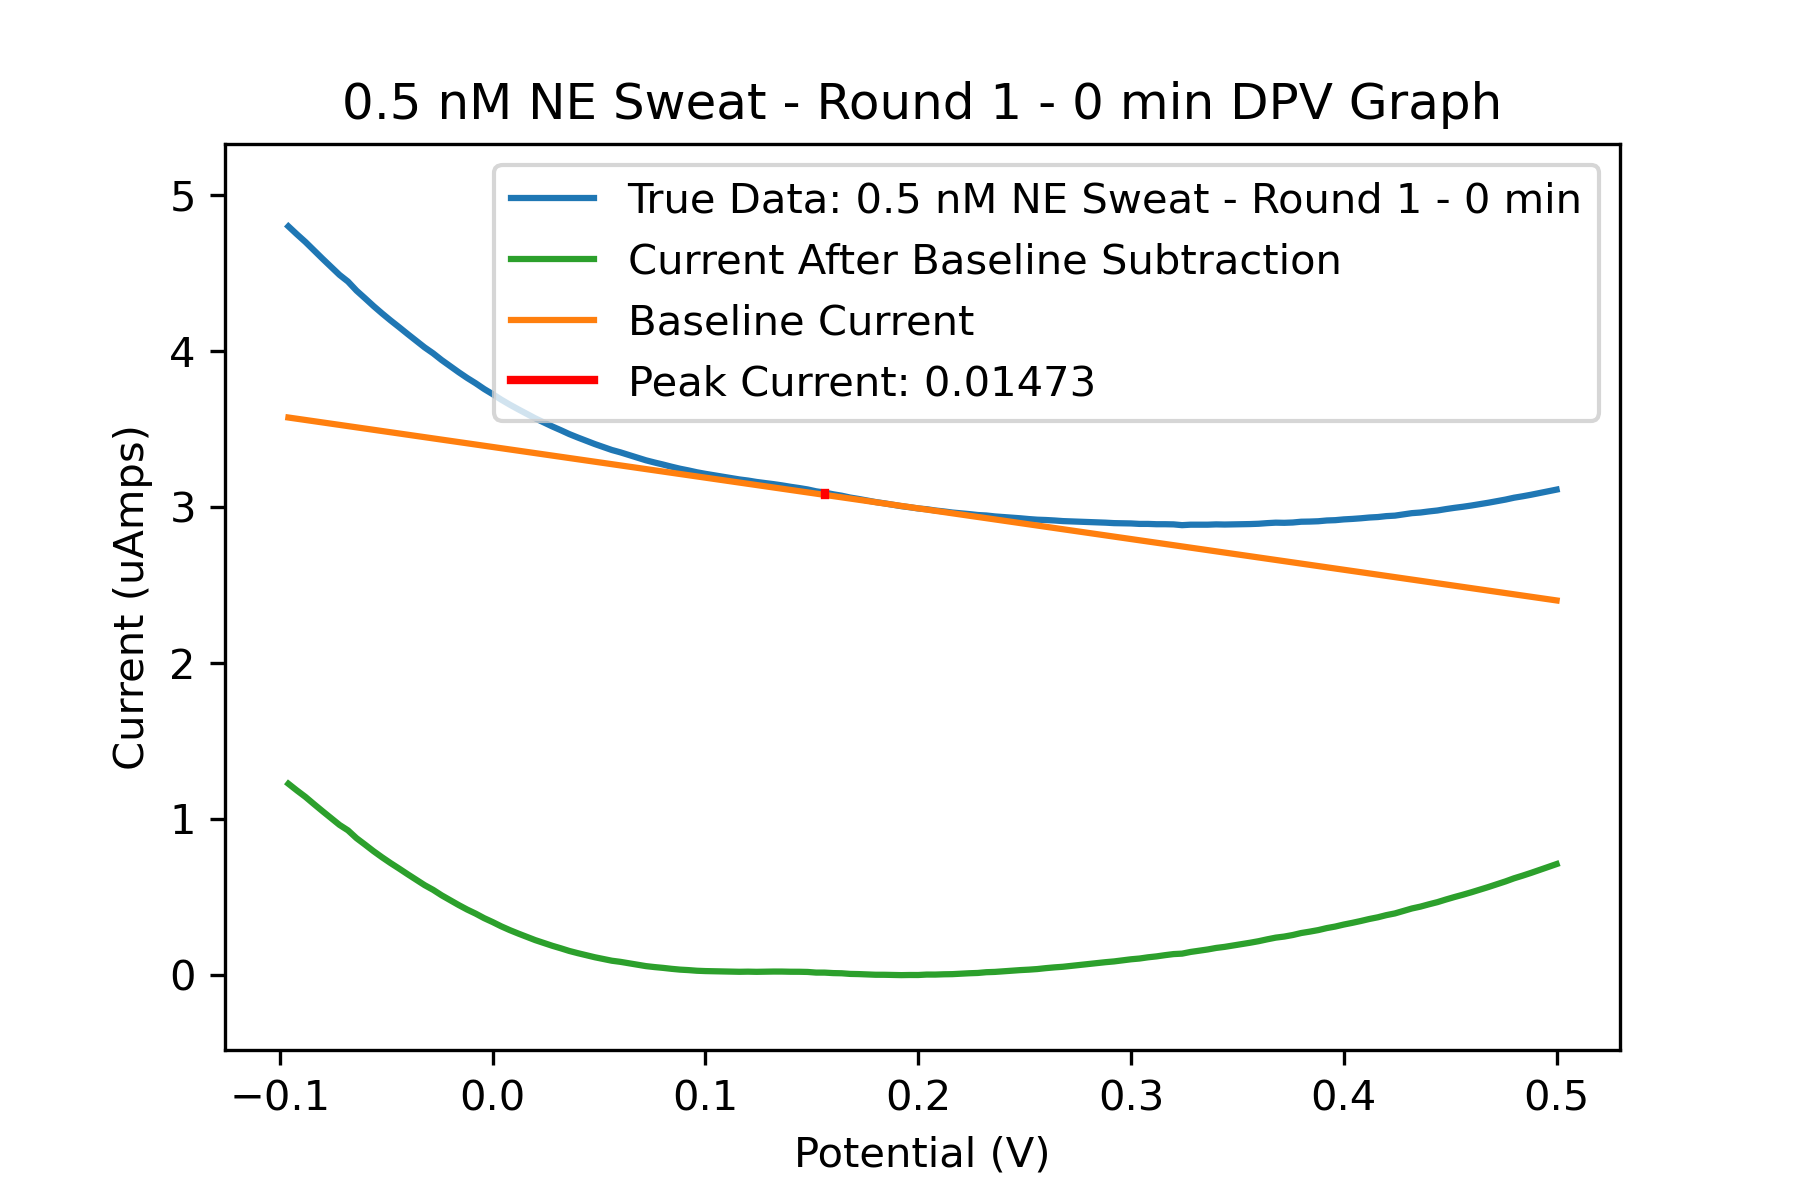 0.5 nM NE Sweat - Round 1 - 0 min DPV Graph
True Data: 0.5 nM NE Sweat - Round 1 - 0 min
Current After Baseline Subtraction
Baseline Current
Peak Current: 0.01473
Current (uAmps)
5
4
3
2
1
0
−0.1 0.0 0.1 0.2 0.3 0.4 0.5
Potential (V)